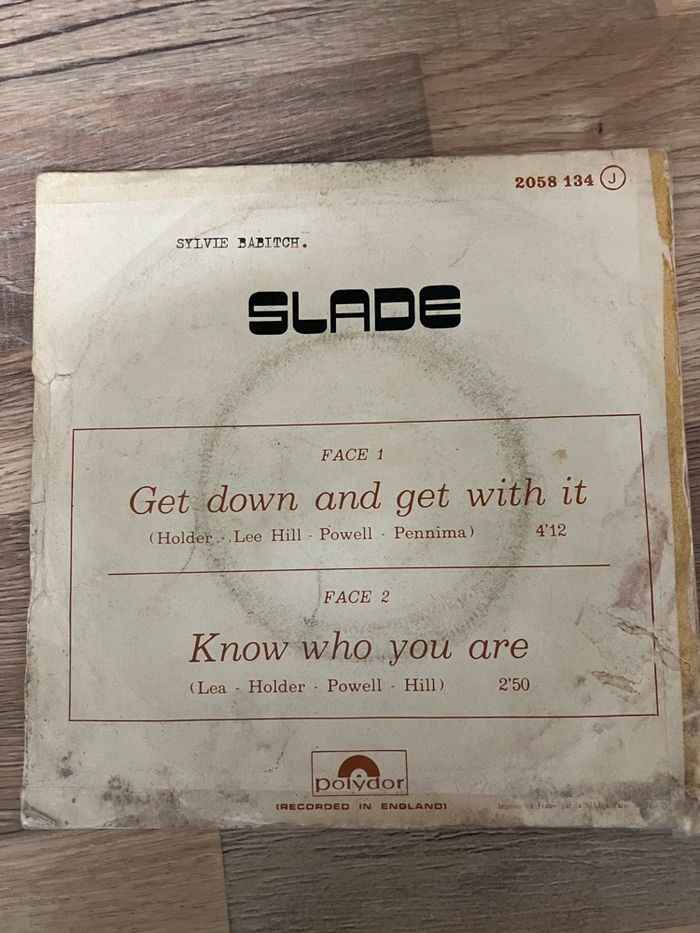 2058 134 J
SYLVIE BABITCH.
SLADE
FACE 1
Get down and get with it
(Holder - Lee Hill - Powell - Pennima) 4'12
FACE 2
Know who you are
(Lea - Holder - Powell - Hill) 2'50
polydor
(RECORDED IN ENGLAND)